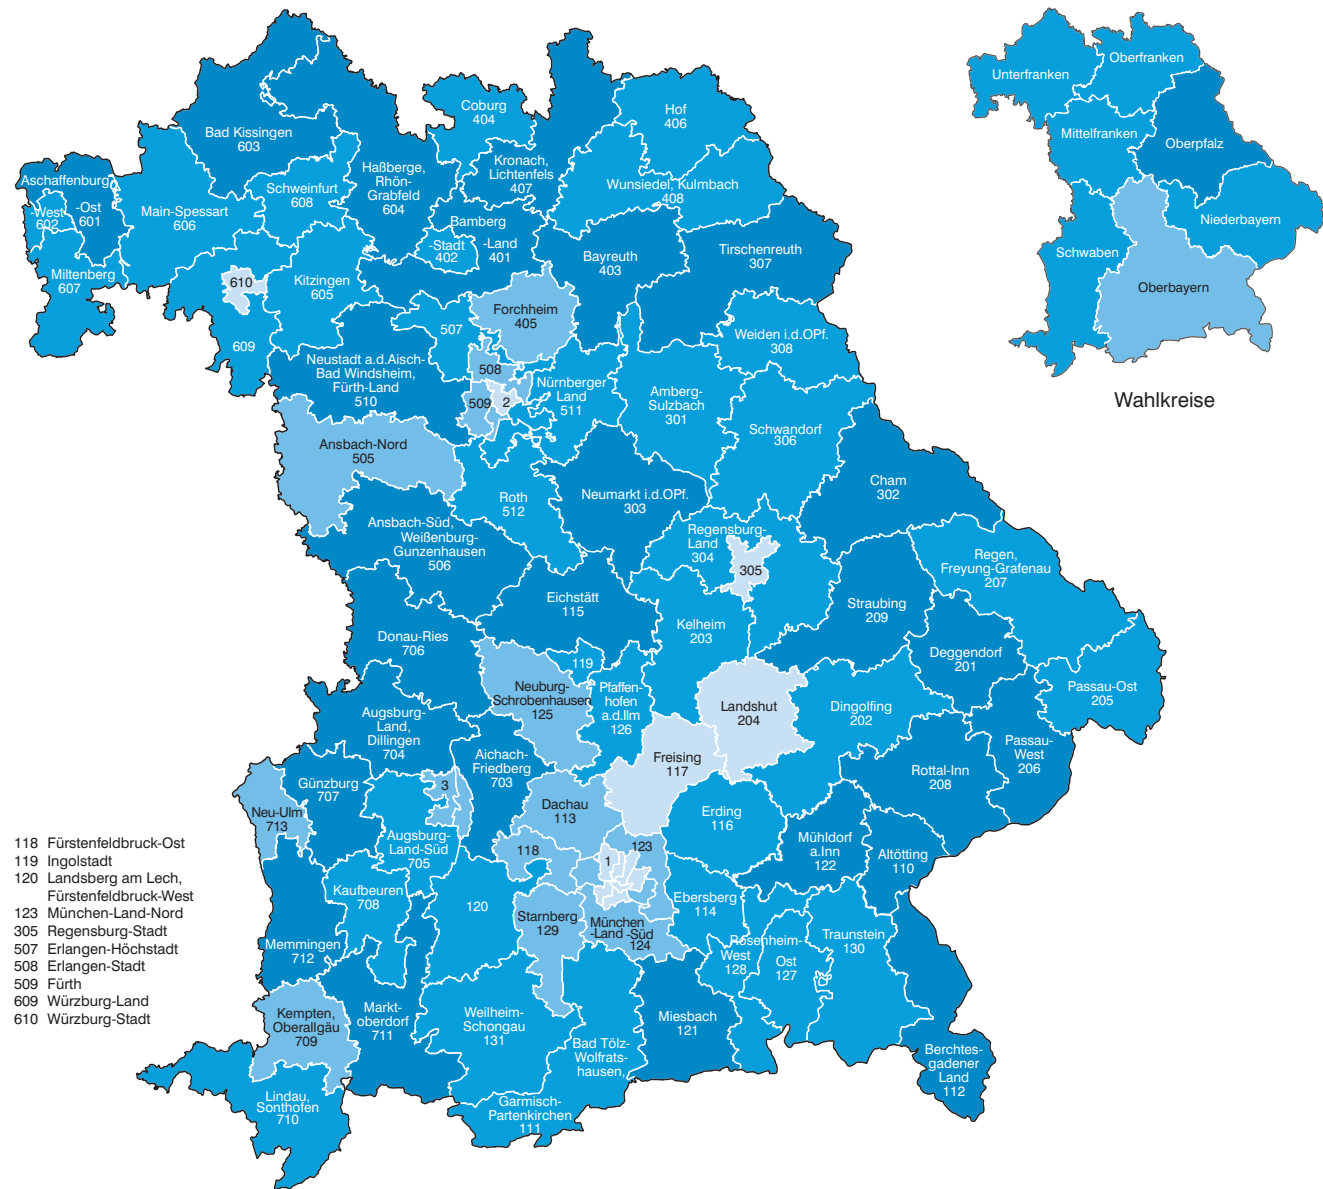 Unterfranken
Oberfranken
Mittelfranken
Oberpfalz
Niederbayern
Schwaben
Oberbayern
Wahlkreise
Coburg
404
Hof
406
Bad Kissingen
603
Kronach,
Lichtenfels
407
Haßberge,
Rhön-
Grabfeld
604
Aschaffenburg
-West
602
-Ost
601
Schweinfurt
608
Wunsiedel, Kulmbach
408
Main-Spessart
606
Bamberg
-Stadt
402
-Land
401
Bayreuth
403
Tirschenreuth
307
Miltenberg
607
610
Kitzingen
605
Forchheim
405
507
609
Weiden i.d.OPf.
308
Neustadt a.d.Aisch-
Bad Windsheim,
Fürth-Land
510
508
509
2
Nürnberger
Land
511
Amberg-
Sulzbach
301
Schwandorf
306
Ansbach-Nord
505
Roth
512
Neumarkt i.d.OPf.
303
Cham
302
Ansbach-Süd,
Weißenburg-
Gunzenhausen
506
Regensburg-
Land
304
305
Regen,
Freyung-Grafenau
207
Eichstätt
115
Straubing
209
Kelheim
203
Donau-Ries
706
Deggendorf
201
119
Neuburg-
Schrobenhausen
125
Pfaffen-
hofen
a.d.Ilm
126
Passau-Ost
205
Landshut
204
Dingolfing
202
Augsburg-
Land,
Dillingen
704
Passau-
West
206
Aichach-
Friedberg
703
Freising
117
Rottal-Inn
208
Günzburg
707
3
Neu-Ulm
713
Dachau
113
Erding
116
Augsburg-
Land-Süd
705
118
1
123
Mühldorf
a.Inn
122
Altötting
110
Kaufbeuren
708
120
Starnberg
129
München
-Land -Süd
124
Ebersberg
114
Memmingen
712
Rosenheim-
West
128
Ost
127
Traunstein
130
Kempten,
Oberallgäu
709
Markt-
oberdorf
711
Weilheim-
Schongau
131
Miesbach
121
Bad Tölz-
Wolfrats-
hausen,
Garmisch-
Partenkirchen
111
Berchtes-
gadener
Land
112
Lindau,
Sonthofen
710
118 Fürstenfeldbruck-Ost
119 Ingolstadt
120 Landsberg am Lech,
Fürstenfeldbruck-West
123 München-Land-Nord
305 Regensburg-Stadt
507 Erlangen-Höchstadt
508 Erlangen-Stadt
509 Fürth
609 Würzburg-Land
610 Würzburg-Stadt